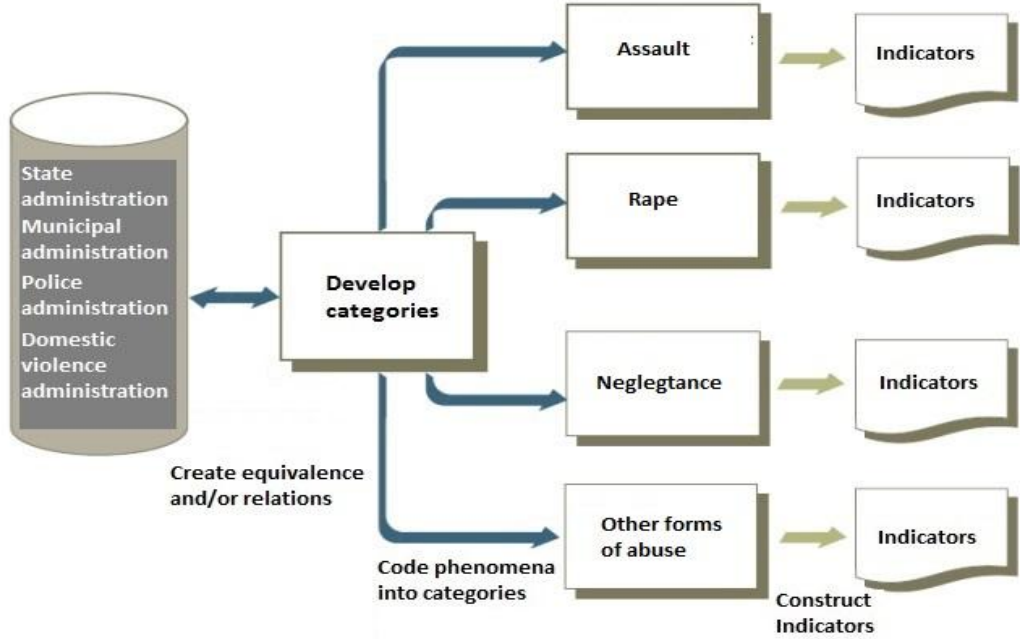 State
administration
Municipal
administration
Police
administration
Domestic
violence
administration
Develop
categories
Create equivalence
and/or relations
Code phenomena
into categories
Assault :
Indicators
Rape
Indicators
Neglegtance
Indicators
Other forms
of abuse
Indicators
Construct
Indicators